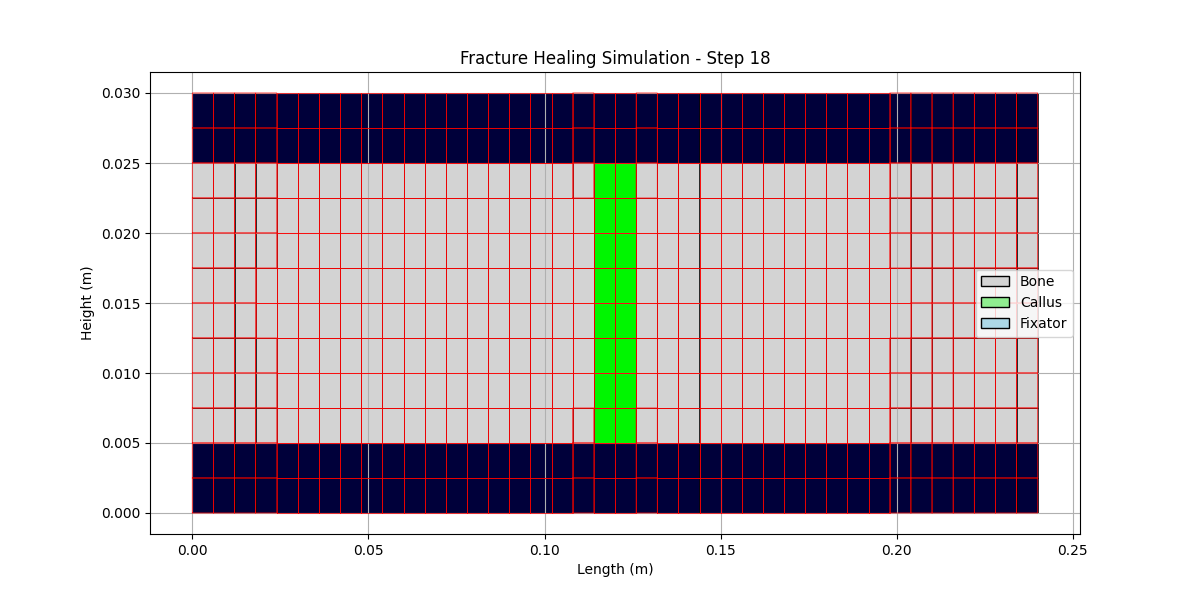 Fracture Healing Simulation - Step 18
0.030
0.025
0.020
0.015
0.010
0.005
0.000
Height (m)
Bone
Callus
Fixator
0.00 0.05 0.10 0.15 0.20 0.25
Length (m)